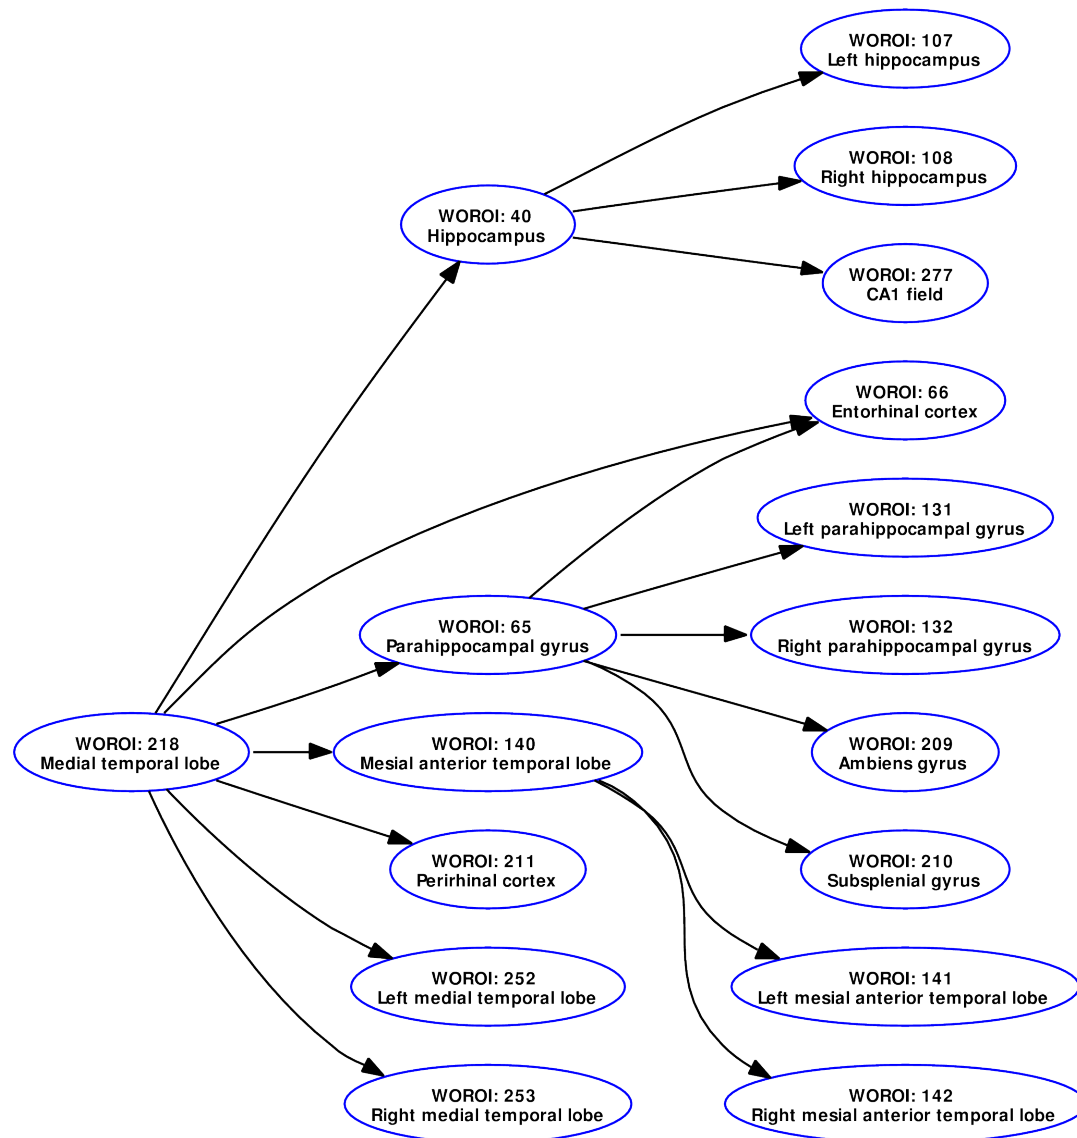 WOROI: 107
Left hippocampus
WOROI: 108
Right hippocampus
WOROI: 40
Hippocampus
WOROI: 277
CA1 field
WOROI: 66
Entorhinal cortex
WOROI: 131
Left parahippocampal gyrus
WOROI: 65
Parahippocampal gyrus
WOROI: 132
Right parahippocampal gyrus
WOROI: 218
Medial temporal lobe
WOROI: 140
Mesial anterior temporal lobe
WOROI: 209
Ambiens gyrus
WOROI: 211
Perirhinal cortex
WOROI: 210
Subsplenial gyrus
WOROI: 252
Left medial temporal lobe
WOROI: 141
Left mesial anterior temporal lobe
WOROI: 253
Right medial temporal lobe
WOROI: 142
Right mesial anterior temporal lobe